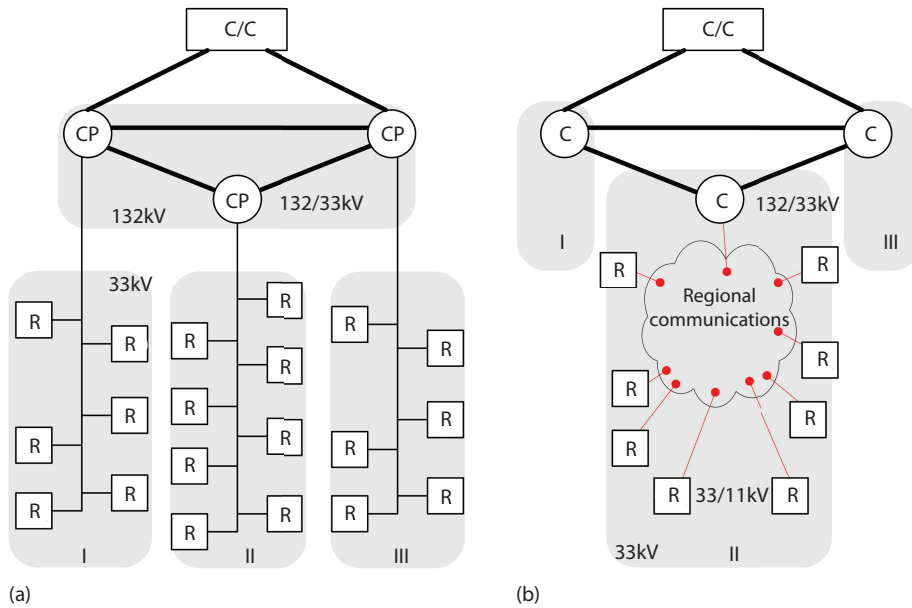 C/C
CP
CP
CP
132kV
132/33kV
33kV
R
R
R
R
R
R
I
R
R
R
R
R
R
R
R
II
R
R
R
R
R
R
III
(a)
C/C
C
C
C
132/33kV
I
III
R
R
Regional
communications
R
R
R
R
R
33/11kV
R
33kV
II
(b)